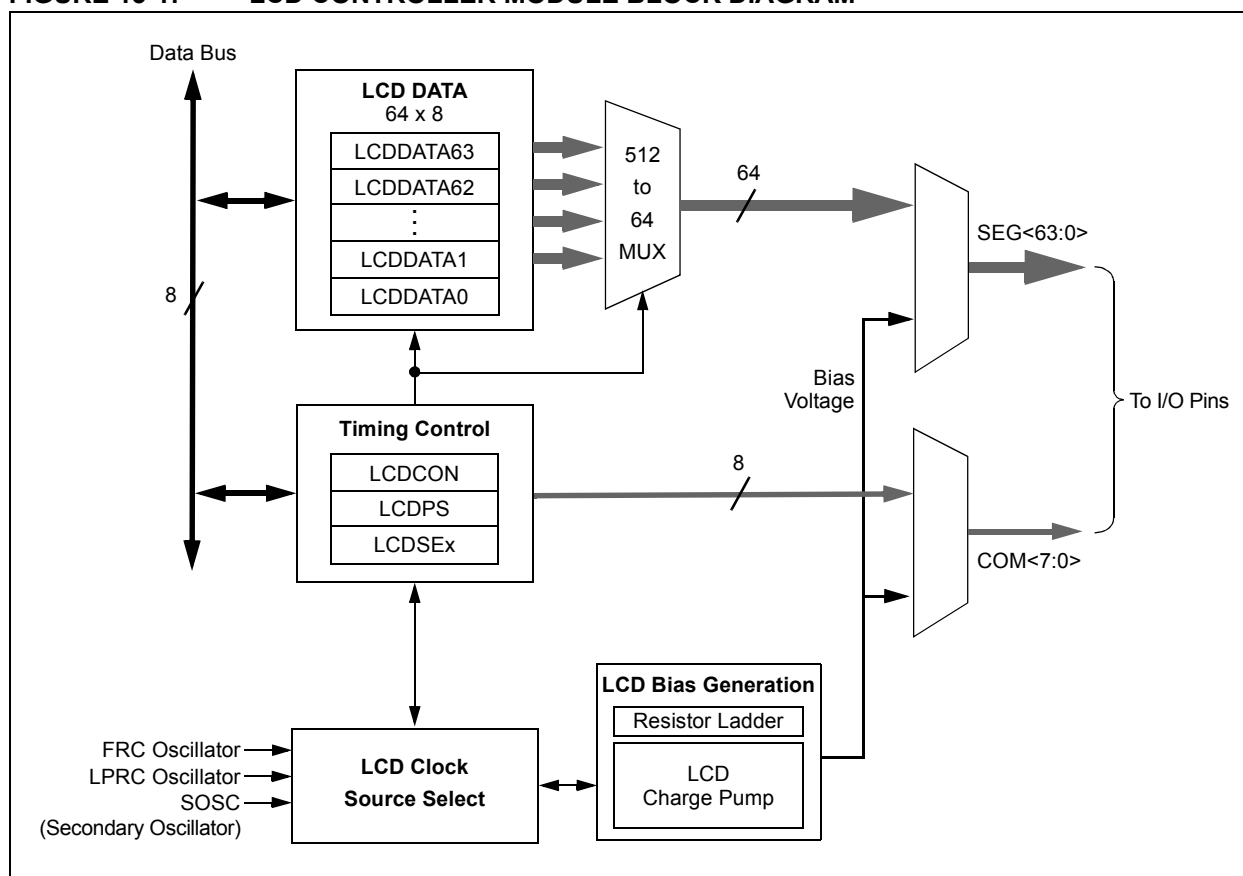 Data Bus
8
LCD DATA
64 x 8
LCDDATA63
LCDDATA62
⋮
LCDDATA1
LCDDATA0
512
to
64
MUX
64
SEG<63:0>
Bias
Voltage
To I/O Pins
Timing Control
LCDCON
LCDPS
LCDSEx
8
COM<7:0>
LCD Bias Generation
Resistor Ladder
LCD
Charge Pump
FRC Oscillator
LPRC Oscillator
SOSC
(Secondary Oscillator)
LCD Clock
Source Select